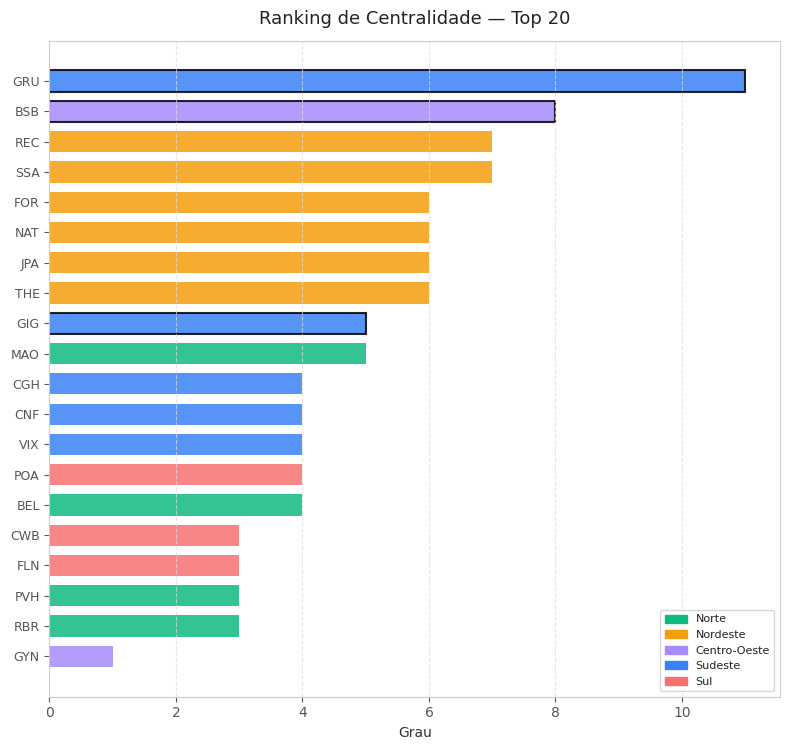 Ranking de Centralidade — Top 20
GRU
BSB
REC
SSA
FOR
NAT
JPA
THE
GIG
MAO
CGH
CNF
VIX
POA
BEL
CWB
FLN
PVH
RBR
GYN
Norte
Nordeste
Centro-Oeste
Sudeste
Sul
0 2 4 6 8 10
Grau